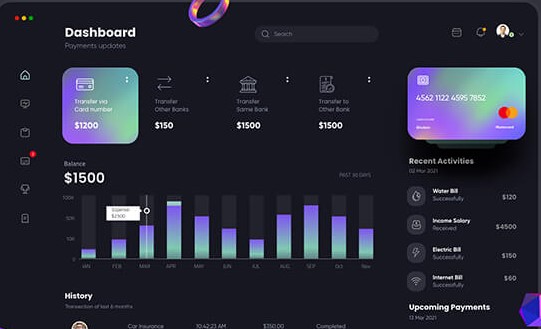 Dashboard
Payments updates
Search
Transfer via
Card number
$1200
Transfer
Other Banks
$150
Transfer
Same Bank
$1500
Transfer to
Other Bank
$1500
4562 1122 4595 7852
Mastercard
Balance
$1500
PAST 30 DAYS
Expenses
$2500
100K
50K
10K
0K
JAN
FEB
MAR
APR
MAY
JUN
JUL
AUG
SEP
Oct
Nov
Recent Activities
02 Mar 2021
Water Bill
Successfully
$120
Income Salary
Received
$4500
Electric Bill
Successfully
$150
Internet Bill
Successfully
$60
Upcoming Payments
13 Mar 2021
History
Transaction of last 6 months
Car Insurance
10:42:23 AM
$350.00
Completed